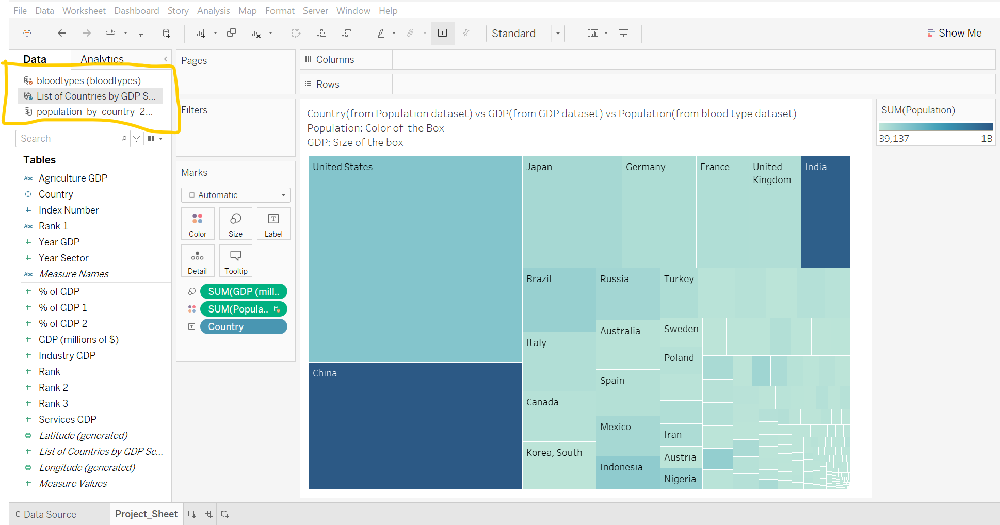 File Data Worksheet Dashboard Story Analysis Map Format Server Window Help
Standard
Show Me
Data Analytics
bloodtypes (bloodtypes)
List of Countries by GDP S...
population_by_country_2...
Search
Tables
Abc Agriculture GDP
Country
# Index Number
Abc Rank 1
# Year GDP
# Year Sector
Abc Measure Names
# % of GDP
# % of GDP 1
# % of GDP 2
# GDP (millions of $)
# Industry GDP
# Rank
# Rank 2
# Rank 3
# Services GDP
Latitude (generated)
# List of Countries by GDP Se...
Longitude (generated)
# Measure Values
Pages
Filters
Marks
Automatic
Color Size Label
Detail Tooltip
SUM(GDP (mill..
SUM(Popula..
Country
Columns
Rows
Country(from Population dataset) vs GDP(from GDP dataset) vs Population(from blood type dataset)
Population: Color of the Box
GDP: Size of the box
United States
China
Japan
Germany
France
United
Kingdom
India
Brazil
Italy
Canada
Korea, South
Russia
Australia
Spain
Mexico
Indonesia
Turkey
Sweden
Poland
Iran
Austria
Nigeria
SUM(Population)
39,137 1B
Data Source
Project_Sheet